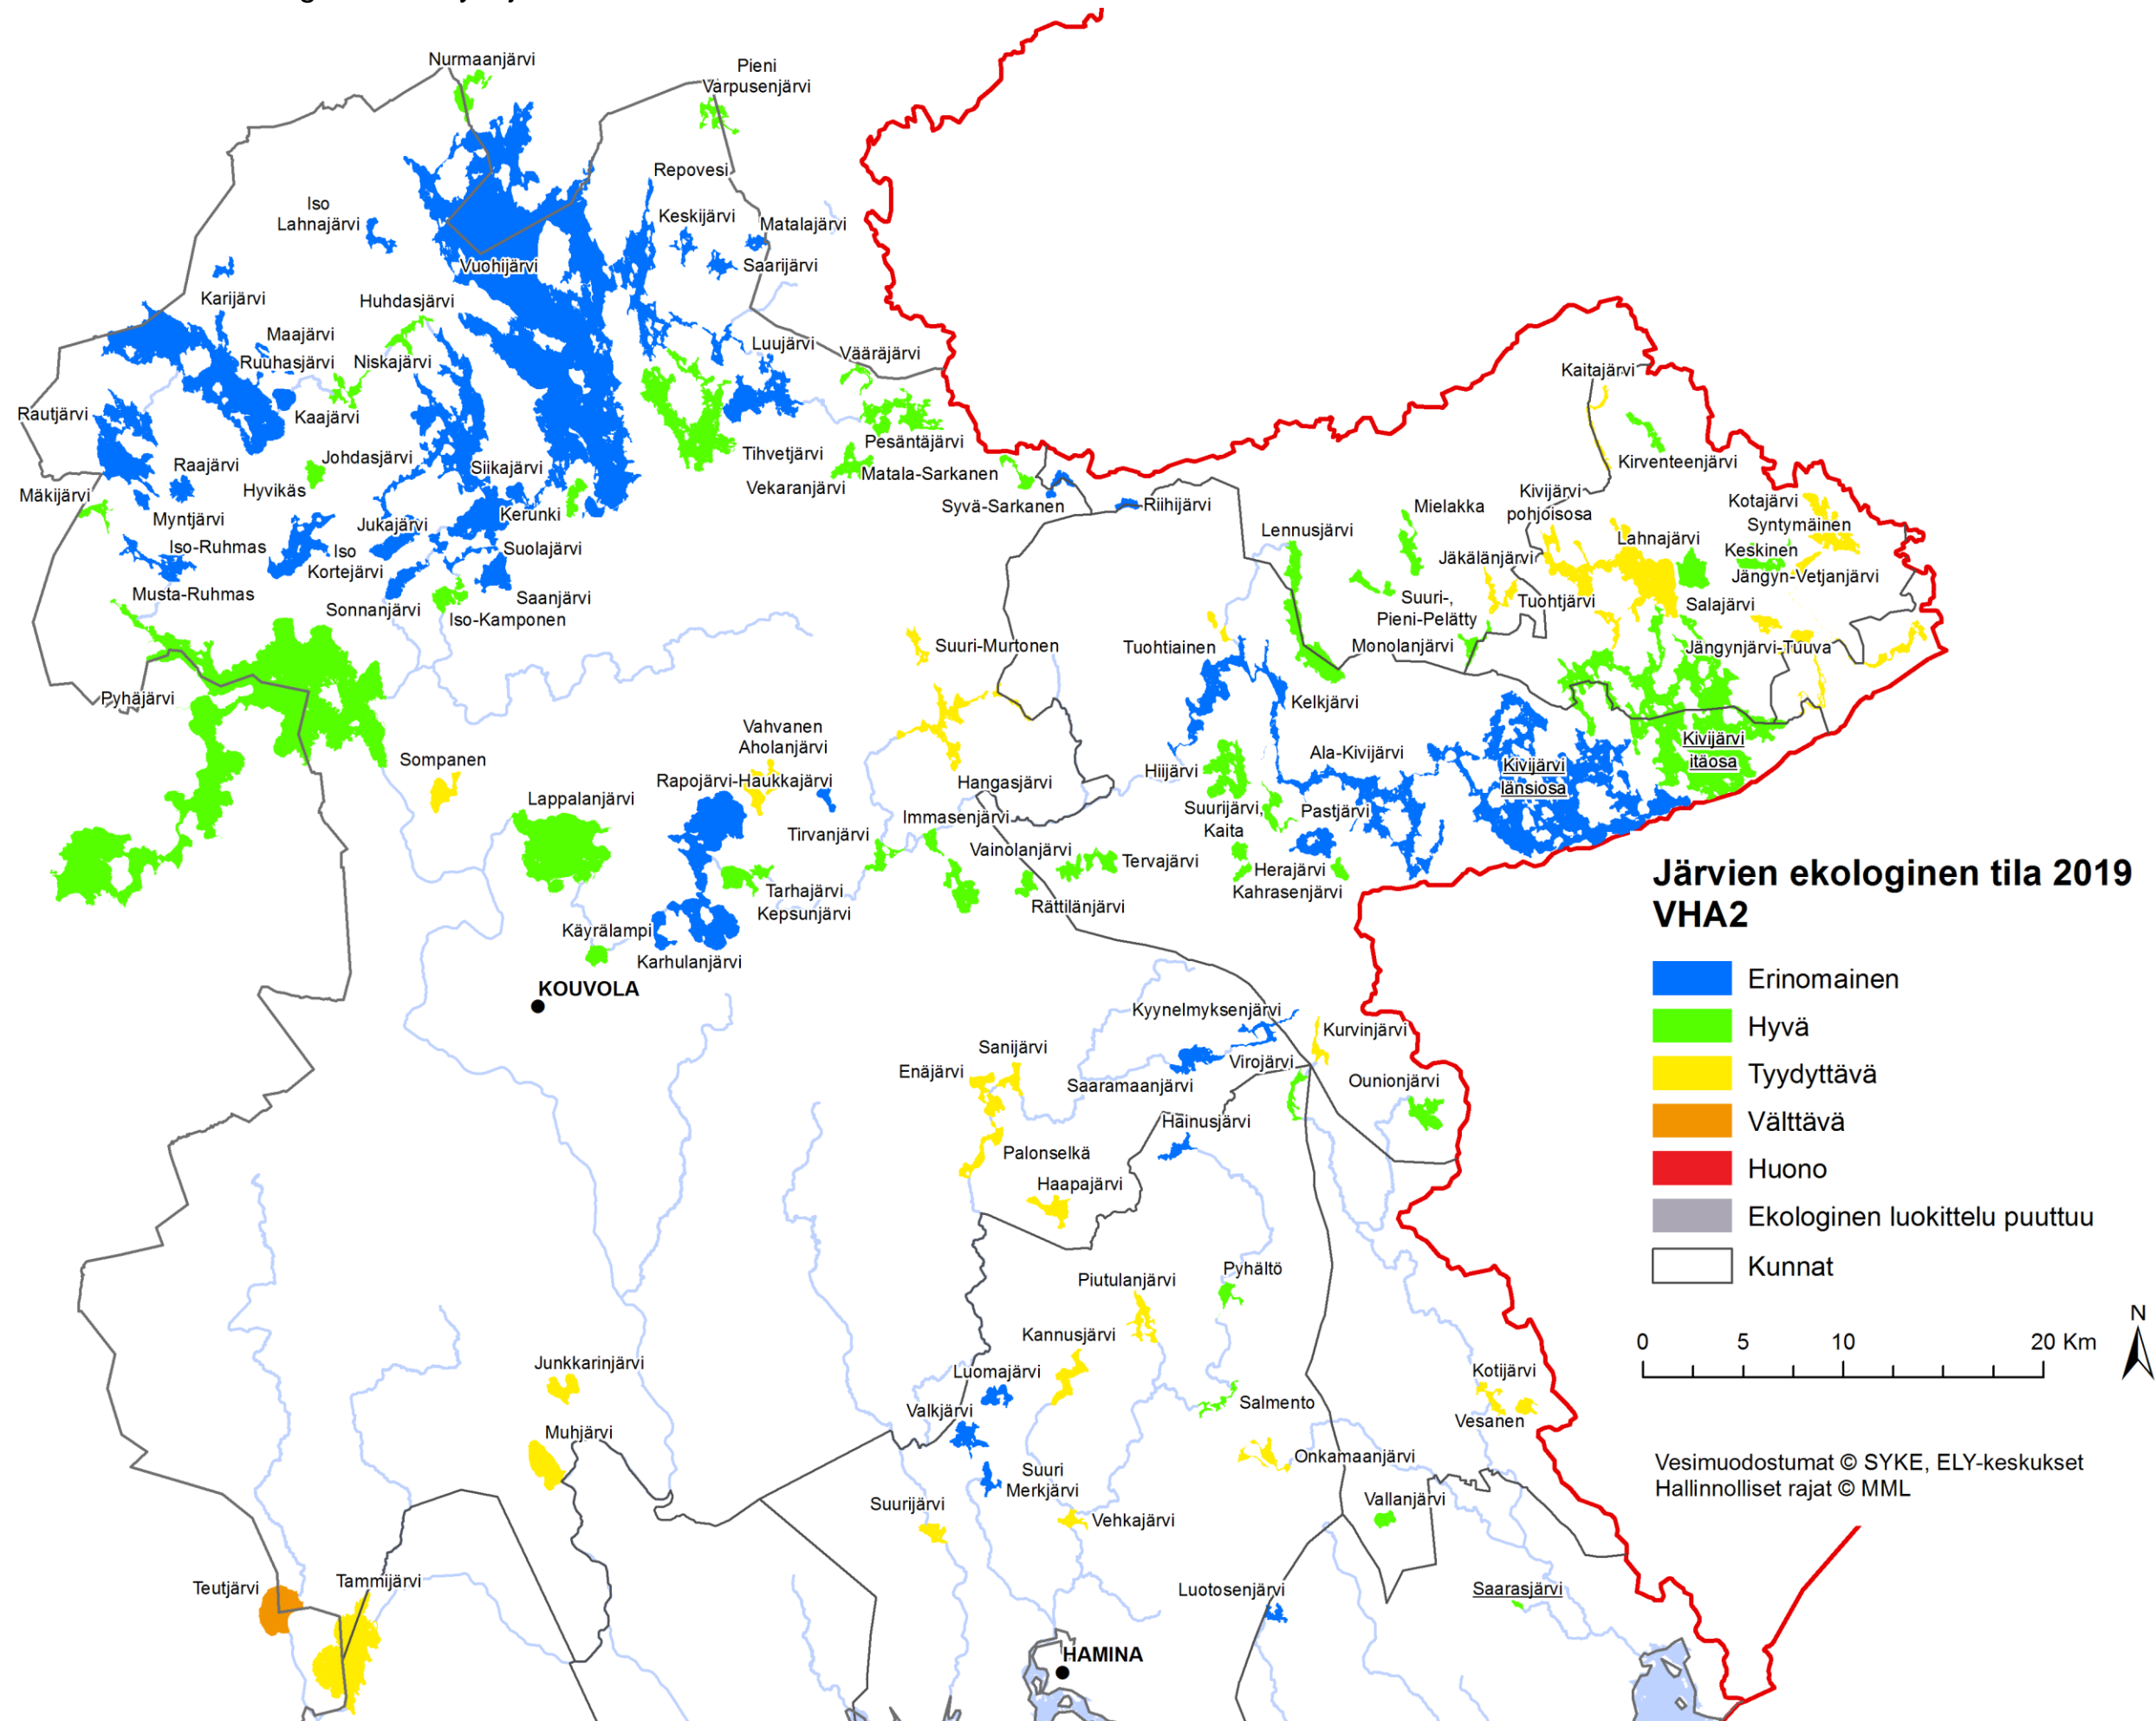 Nurmaanjärvi
Pieni
Varpusenjärvi
Repovesi
Iso
Lahnajärvi
Keskijärvi
Matalajärvi
Vuohijärvi
Saarijärvi
Karijärvi
Huhdasjärvi
Maajärvi
Luujärvi
Vääräjärvi
Ruuhasjärvi
Niskajärvi
Kaitajärvi
Rautjärvi
Kaajärvi
Pesäntäjärvi
Tihvetjärvi
Johdasjärvi
Raajärvi
Siikajärvi
Matala-Sarkanen
Kirventeenjärvi
Mäkijärvi
Hyvikäs
Vekaranjärvi
Kivijärvi
pohjoisosa
Kotajärvi
Syvä-Sarkanen
Riihijärvi
Mielakka
Myntjärvi
Jukajärvi
Kerunki
Syntymäinen
Lennusjärvi
Lahnajärvi
Iso-Ruhmas
Iso
Kortejärvi
Suolajärvi
Jäkälänjärvi
Keskinen
Jängyn-Vetjanjärvi
Musta-Ruhmas
Saanjärvi
Suuri-,
Pieni-Pelätty
Tuohtjärvi
Salajärvi
Sonnanjärvi
Iso-Kamponen
Suuri-Murtonen
Tuohtiainen
Monolanjärvi
Jängynjärvi-Tuuva
Pyhäjärvi
Kelkjärvi
Vahvanen
Aholanjärvi
Kivijärvi
itäosa
Sompanen
Ala-Kivijärvi
Rapojärvi-Haukkajärvi
Hangasjärvi
Hiijärvi
Kivijärvi
länsiosa
Lappalanjärvi
Suurijärvi,
Kaita
Pastjärvi
Immasenjärvi
Tirvanjärvi
Vainolanjärvi
Tervajärvi
Herajärvi
Kahrasenjärvi
Tarhajärvi
Kepsunjärvi
Rättilänjärvi
Käyrälampi
Karhulanjärvi
KOUVOLA
Järvien ekologinen tila 2019
VHA2
Erinomainen
Hyvä
Tyydyttävä
Välttävä
Huono
Ekologinen luokittelu puuttuu
Kunnat
N
0 5 10 20 Km
Kyynelmyksenjärvi
Kurvinjärvi
Sanijärvi
Virojärvi
Enäjärvi
Saaramaanjärvi
Ounionjärvi
Hainusjärvi
Palonselkä
Haapajärvi
Pyhältö
Piutulanjärvi
Kannusjärvi
Junkkarinjärvi
Luomajärvi
Kotijärvi
Valkjärvi
Salmento
Vesanen
Muhjärvi
Onkamaanjärvi
Suuri
Merkjärvi
Suurijärvi
Vallanjärvi
Vehkajärvi
Vesimuodostumat © SYKE, ELY-keskukset
Hallinnolliset rajat © MML
Teutjärvi
Tammijärvi
Luotosenjärvi
Saarasjärvi
HAMINA